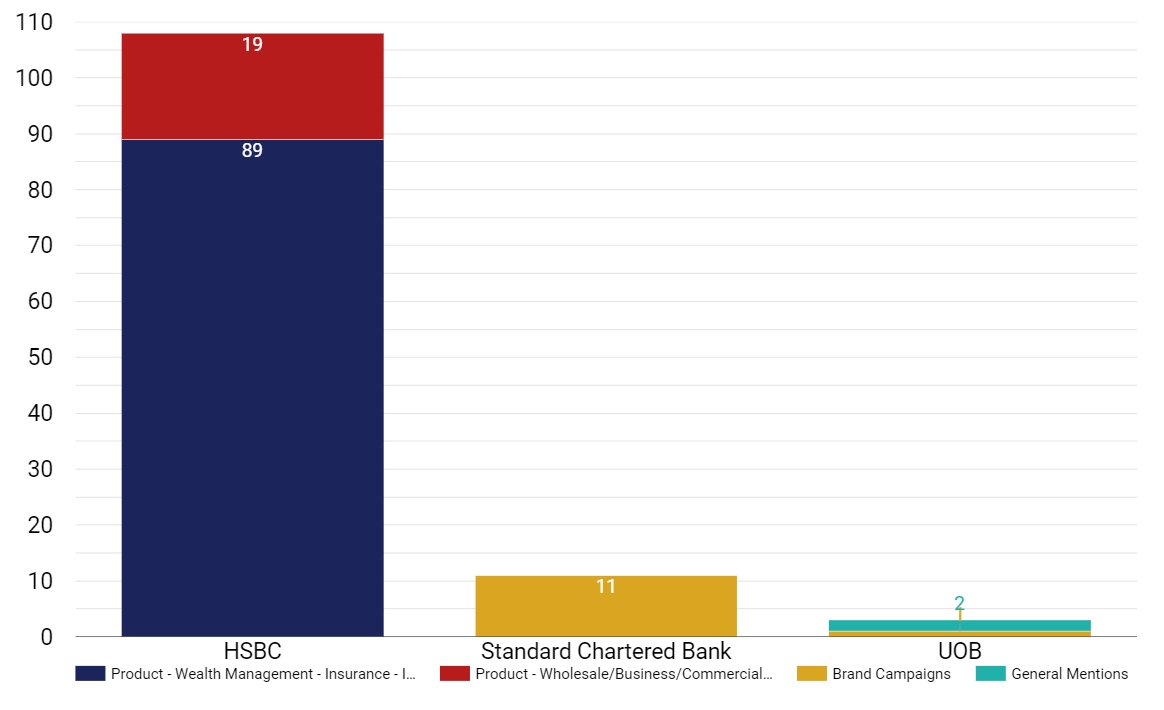 110
100
90
80
70
60
50
40
30
20
10
0
19
89
11
2
HSBC
Standard Chartered Bank
UOB
Product - Wealth Management - Insurance - I...
Product - Wholesale/Business/Commercial...
Brand Campaigns
General Mentions